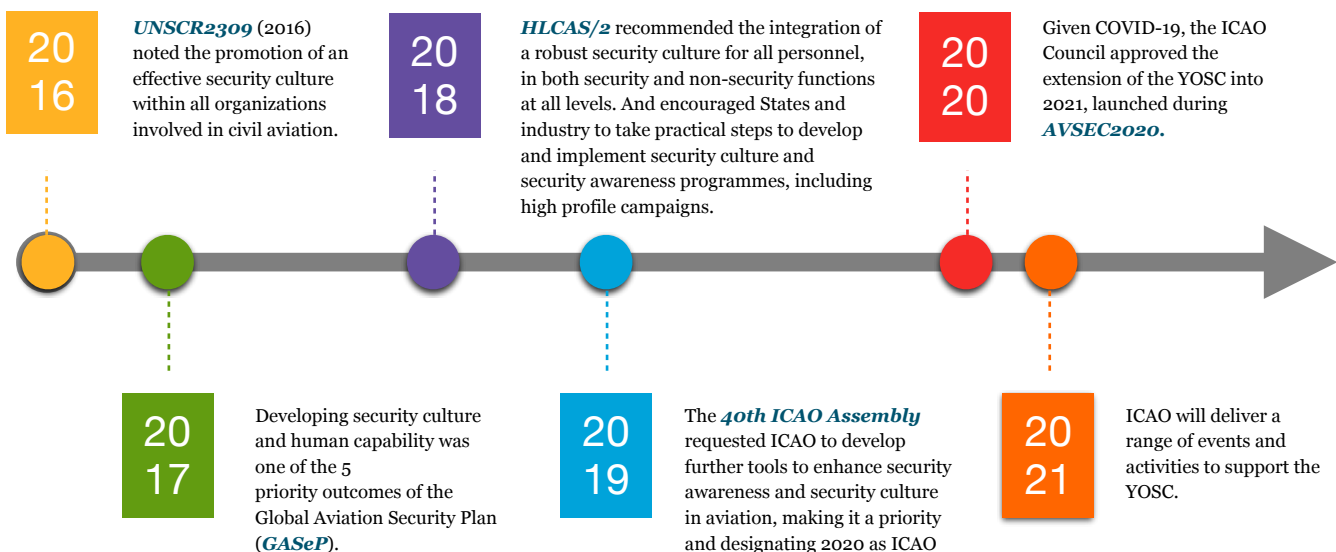 20
16
UNSCR2309 (2016)
noted the promotion of an
effective security culture
within all organizations
involved in civil aviation.
20
18
HLCAS/2 recommended the integration of
a robust security culture for all personnel,
in both security and non-security functions
at all levels. And encouraged States and
industry to take practical steps to develop
and implement security culture and
security awareness programmes, including
high profile campaigns.
20
20
Given COVID-19, the ICAO
Council approved the
extension of the YOSC into
2021, launched during
AVSEC2020.
20
17
Developing security culture
and human capability was
one of the 5
priority outcomes of the
Global Aviation Security Plan
(GASeP).
20
19
The 40th ICAO Assembly
requested ICAO to develop
further tools to enhance security
awareness and security culture
in aviation, making it a priority
and designating 2020 as ICAO
20
21
ICAO will deliver a
range of events and
activities to support the
YOSC.